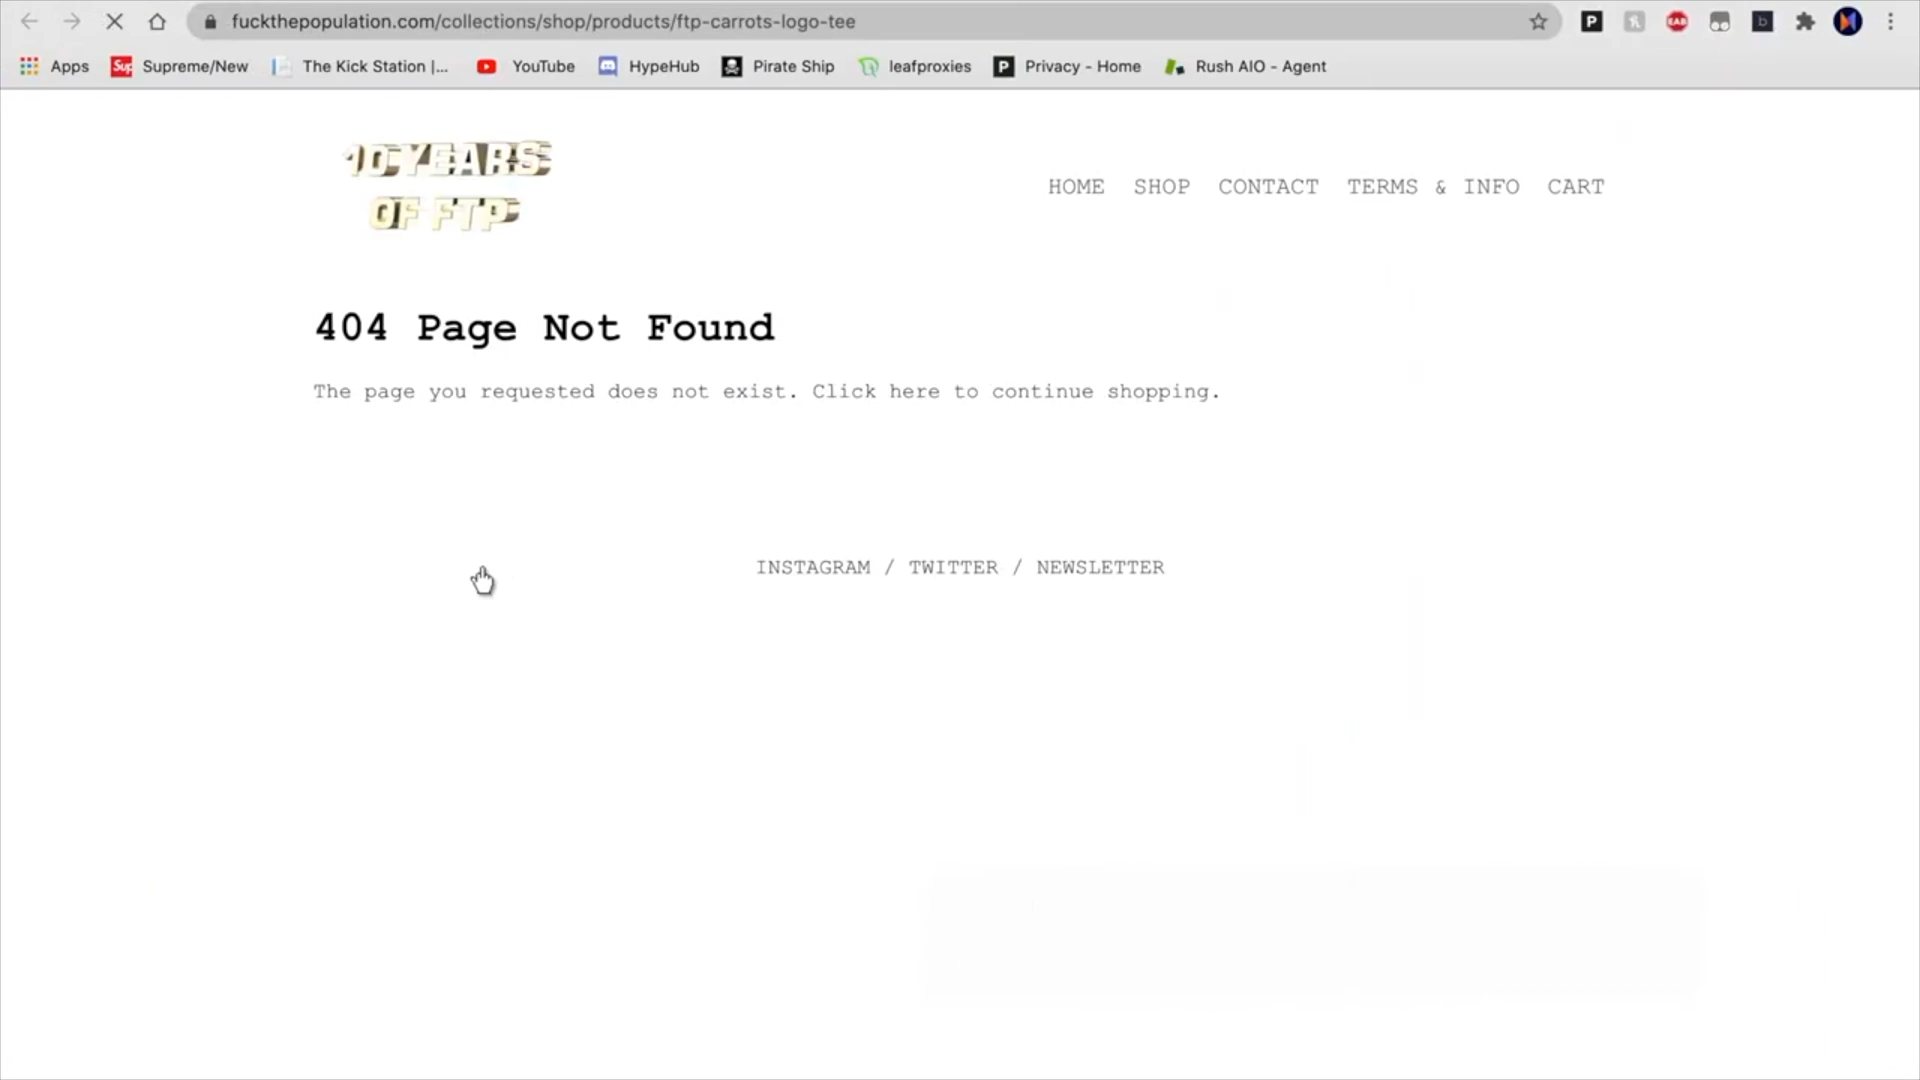 fuckthepopulation.com/collections/shop/products/ftp-carrots-logo-tee
Apps Supreme/New The Kick Station |... YouTube HypeHub Pirate Ship leafproxies Privacy - Home Rush AIO - Agent
10 YEARS
OF FTP
HOME SHOP CONTACT TERMS & INFO CART
404 Page Not Found
The page you requested does not exist. Click here to continue shopping.
INSTAGRAM / TWITTER / NEWSLETTER